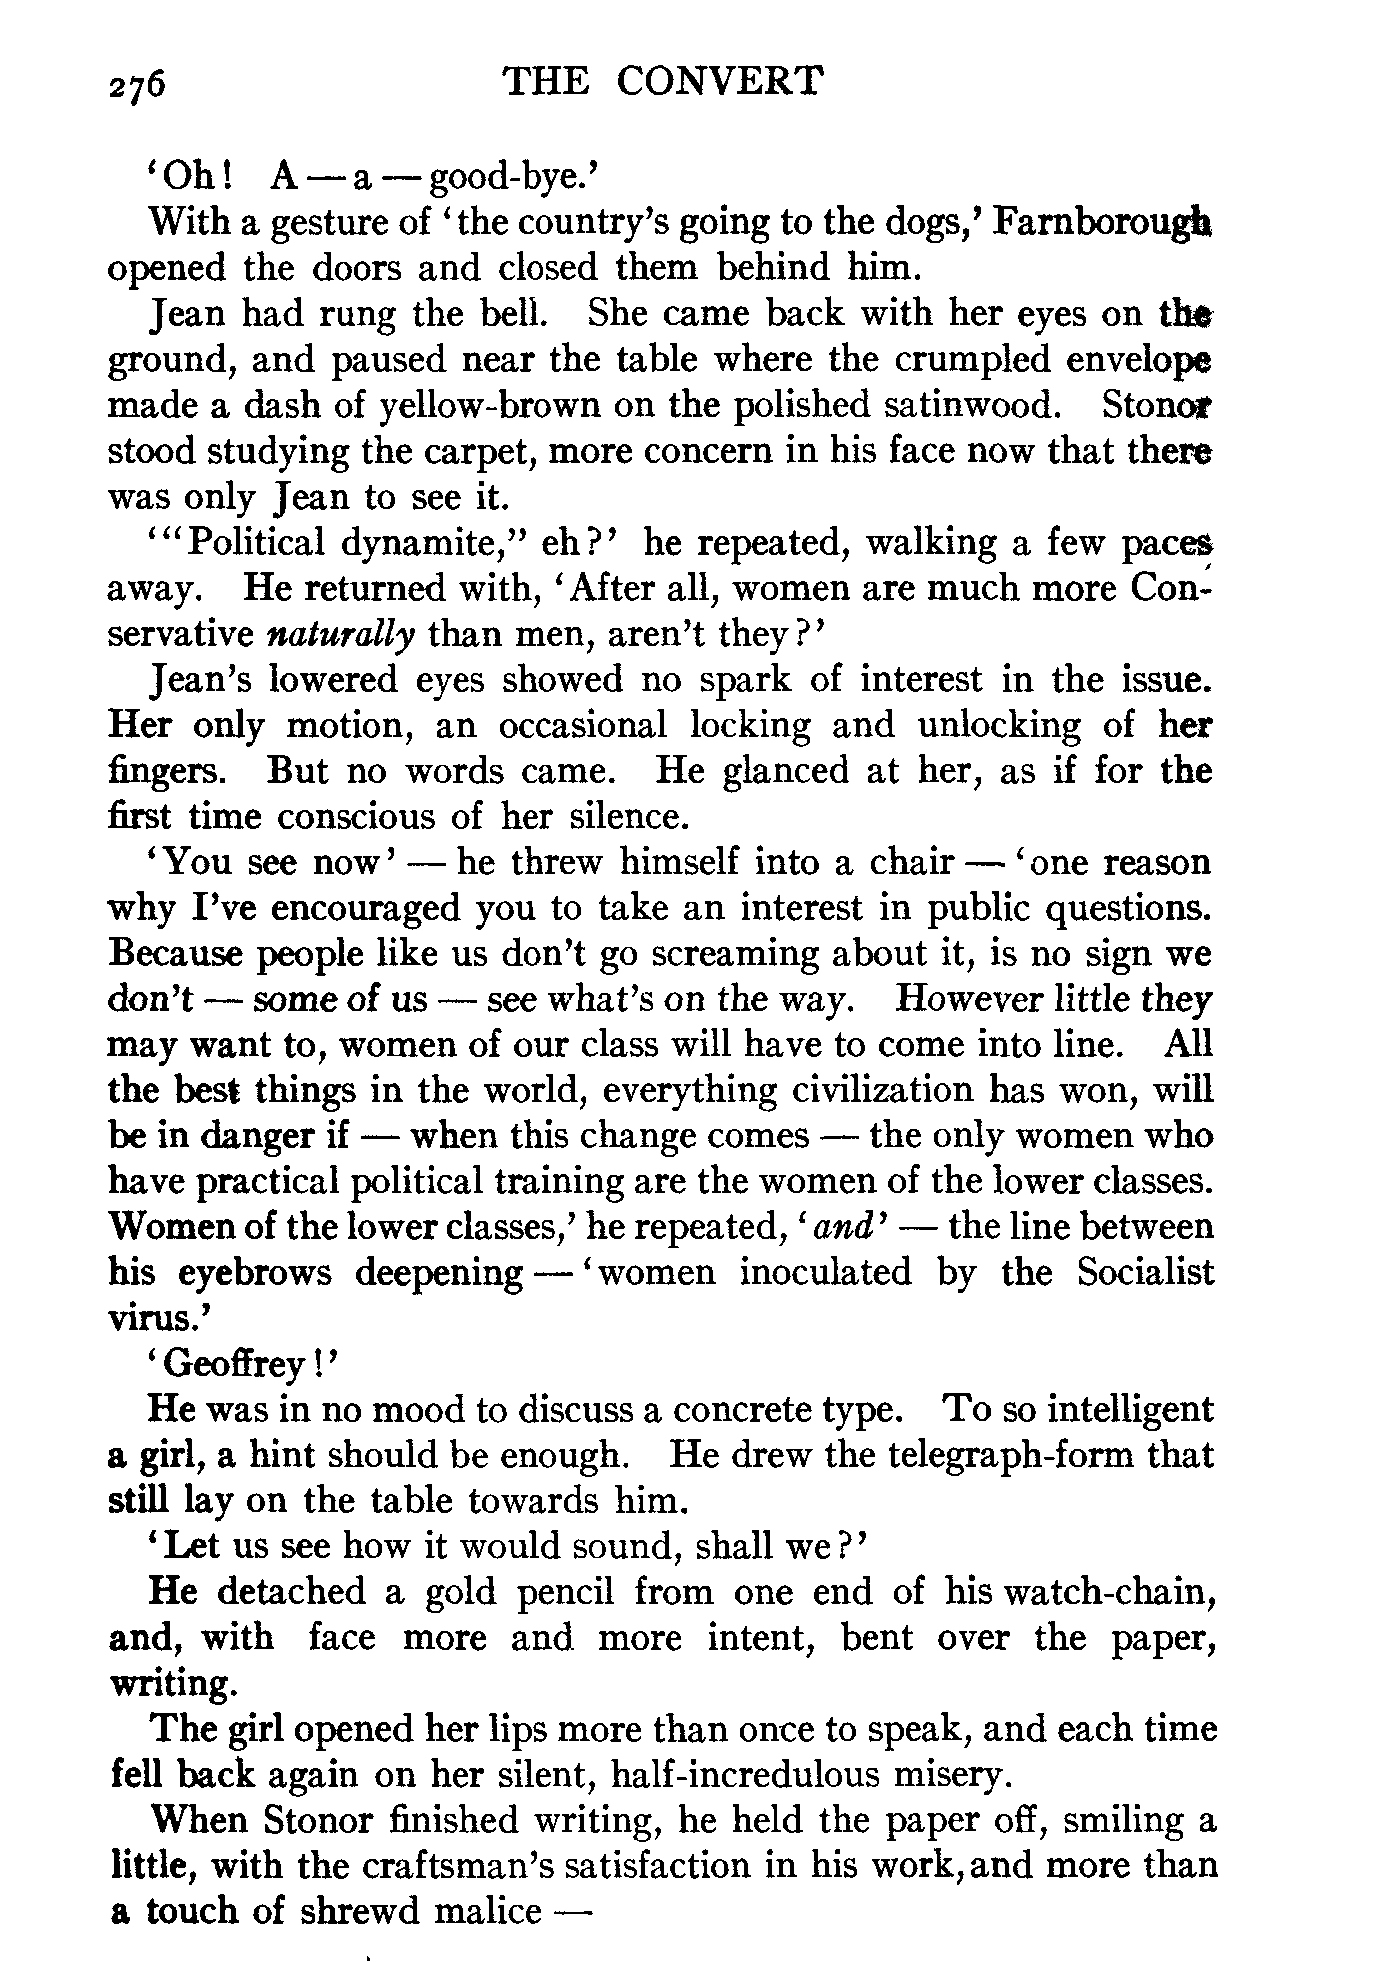 276 THE CONVERT
‘Oh! A — a — good-bye.’
With a gesture of ‘the country’s going to the dogs,’ Farnborough
opened the doors and closed them behind him.
Jean had rung the bell. She came back with her eyes on the
ground, and paused near the table where the crumpled envelope
made a dash of yellow-brown on the polished satinwood. Stonor
stood studying the carpet, more concern in his face now that there
was only Jean to see it.
‘“Political dynamite,” eh?’ he repeated, walking a few paces
away. He returned with, ‘After all, women are much more Con-
servative naturally than men, aren’t they?’
Jean’s lowered eyes showed no spark of interest in the issue.
Her only motion, an occasional locking and unlocking of her
fingers. But no words came. He glanced at her, as if for the
first time conscious of her silence.
‘You see now’ — he threw himself into a chair — ‘one reason
why I’ve encouraged you to take an interest in public questions.
Because people like us don’t go screaming about it, is no sign we
don’t — some of us — see what’s on the way. However little they
may want to, women of our class will have to come into line. All
the best things in the world, everything civilization has won, will
be in danger if — when this change comes — the only women who
have practical political training are the women of the lower classes.
Women of the lower classes,’ he repeated, ‘and’ — the line between
his eyebrows deepening — ‘women inoculated by the Socialist
virus.’
‘Geoffrey!’
He was in no mood to discuss a concrete type. To so intelligent
a girl, a hint should be enough. He drew the telegraph-form that
still lay on the table towards him.
‘Let us see how it would sound, shall we?’
He detached a gold pencil from one end of his watch-chain,
and, with face more and more intent, bent over the paper,
writing.
The girl opened her lips more than once to speak, and each time
fell back again on her silent, half-incredulous misery.
When Stonor finished writing, he held the paper off, smiling a
little, with the craftsman’s satisfaction in his work, and more than
a touch of shrewd malice —